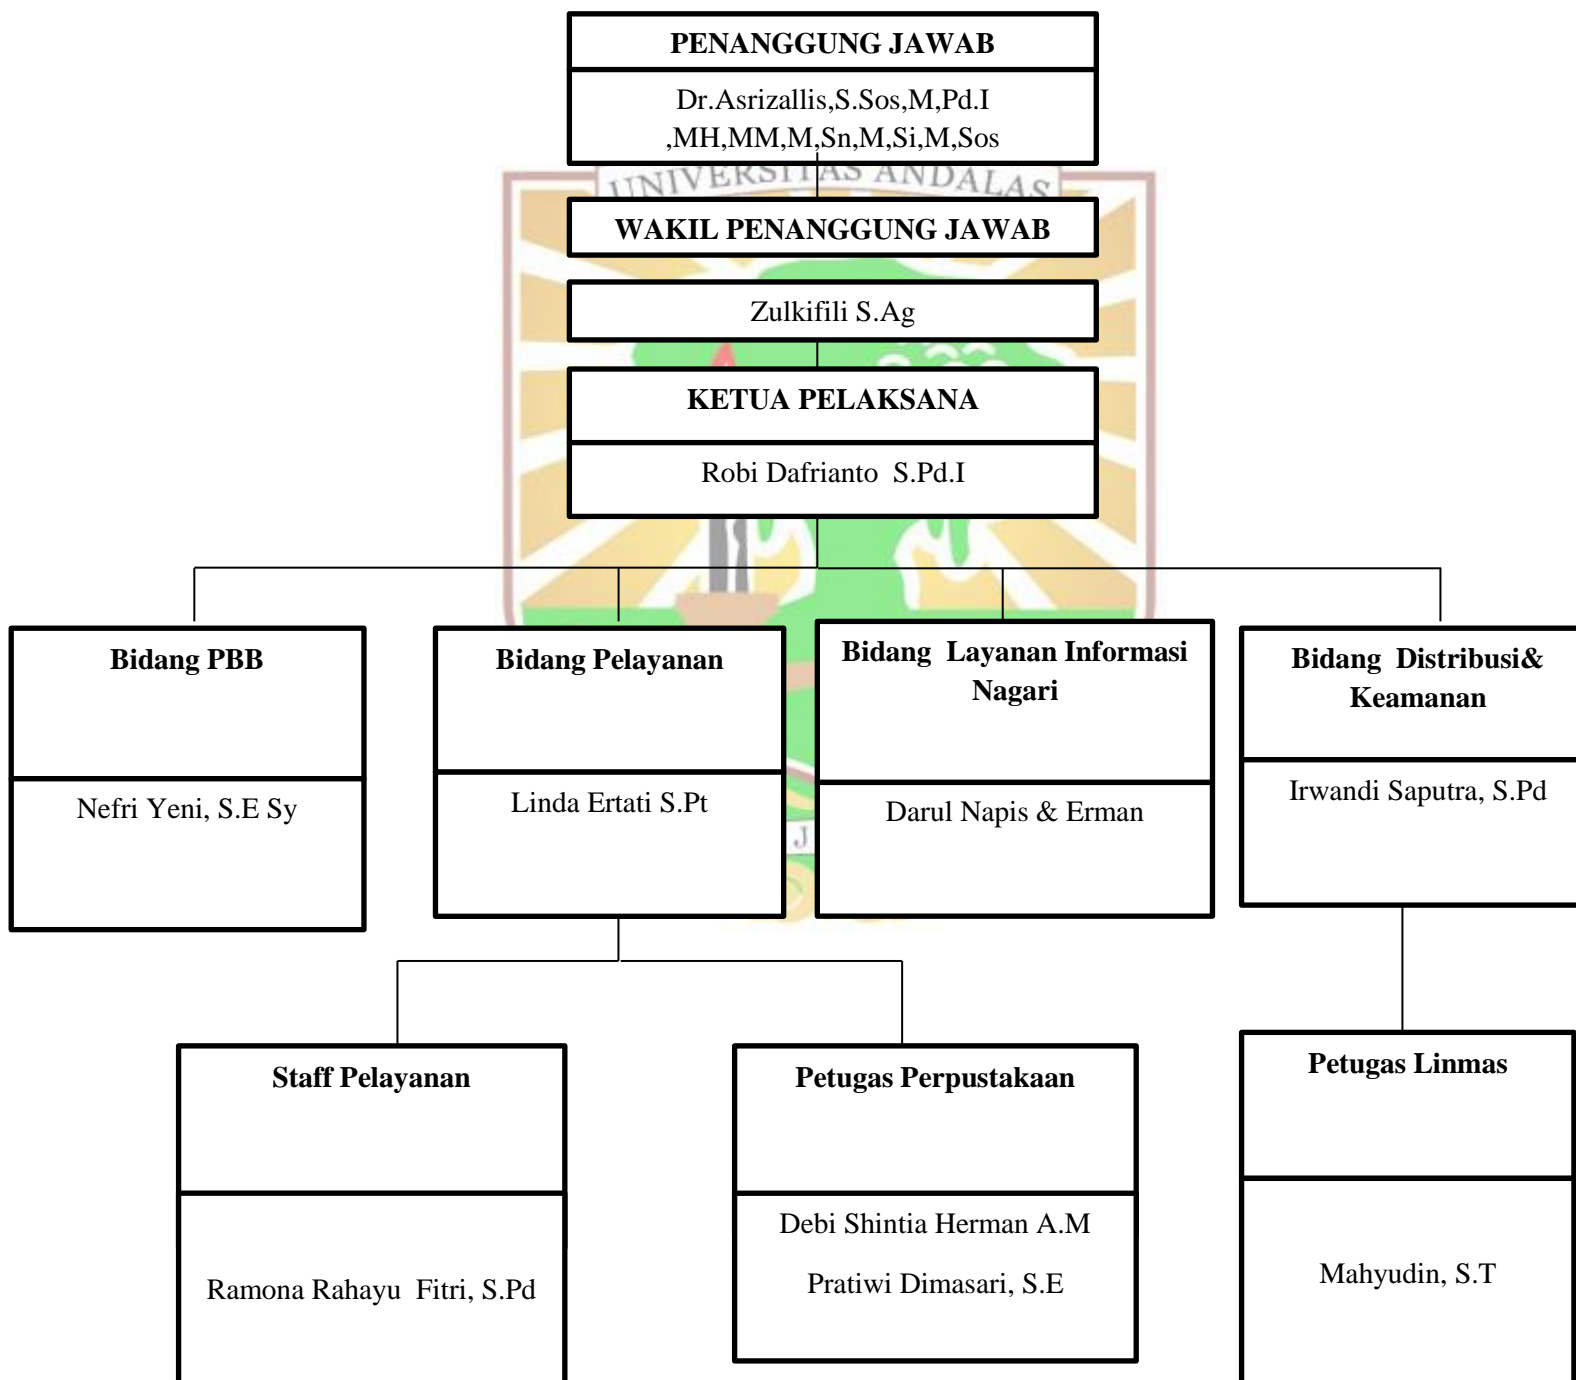 PENANGGUNG JAWAB
Dr.Asrizallis,S.Sos,M,Pd.I
,MH,MM,M,Sn,M,Si,M,Sos
UNIVERSITAS ANDALAS
WAKIL PENANGGUNG JAWAB
Zulkifili S.Ag
KETUA PELAKSANA
Robi Dafrianto S.Pd.I
Bidang PBB
Nefri Yeni, S.E Sy
Bidang Pelayanan
Linda Ertati S.Pt
Bidang Layanan Informasi
Nagari
Darul Napis & Erman
Bidang Distribusi&
Keamanan
Irwandi Saputra, S.Pd
Staff Pelayanan
Ramona Rahayu Fitri, S.Pd
Petugas Perpustakaan
Debi Shintia Herman A.M
Pratiwi Dimasari, S.E
Petugas Linmas
Mahyudin, S.T